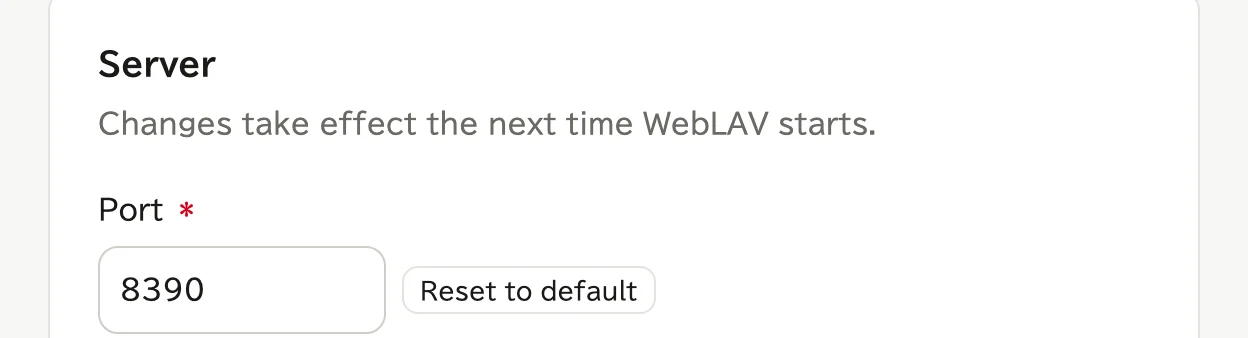 Server
Changes take effect the next time WebLAV starts.
Port *
8390
Reset to default